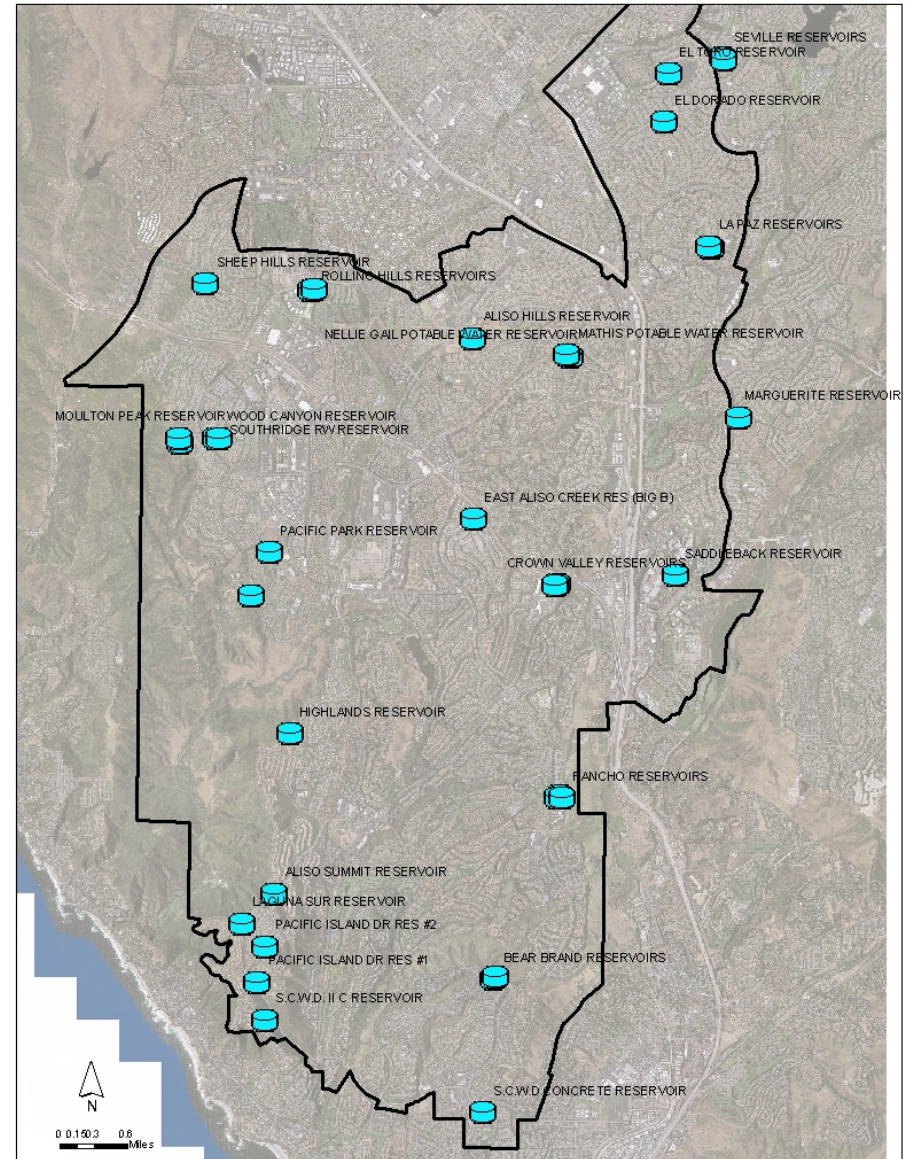 SEVILLE RESERVOIRS
EL TORO RESERVOIR
EL DORADO RESERVOIR
LA PAZ RESERVOIRS
SHEEP HILLS RESERVOIR
ROLLING HILLS RESERVOIRS
ALISO HILLS RESERVOIR
NELLIE GAIL POTABLE WATER RESERVOIR
MATHIS POTABLE WATER RESERVOIR
MARGUERITE RESERVOIR
MOULTON PEAK RESERVOIR
WOOD CANYON RESERVOIR
SOUTHRIDGE RW RESERVOIR
EAST ALISO CREEK RES (BIG B)
PACIFIC PARK RESERVOIR
SADDLEBACK RESERVOIR
CROWN VALLEY RESERVOIRS
HIGHLANDS RESERVOIR
RANCHO RESERVOIRS
ALISO SUMMIT RESERVOIR
LAGUNA SUR RESERVOIR
PACIFIC ISLAND DR RES #2
PACIFIC ISLAND DR RES #1
BEAR BRAND RESERVOIRS
S.C.W.D. II C RESERVOIR
S.C.W.D CONCRETE RESERVOIR
N
0 0.150.3 0.6
Miles